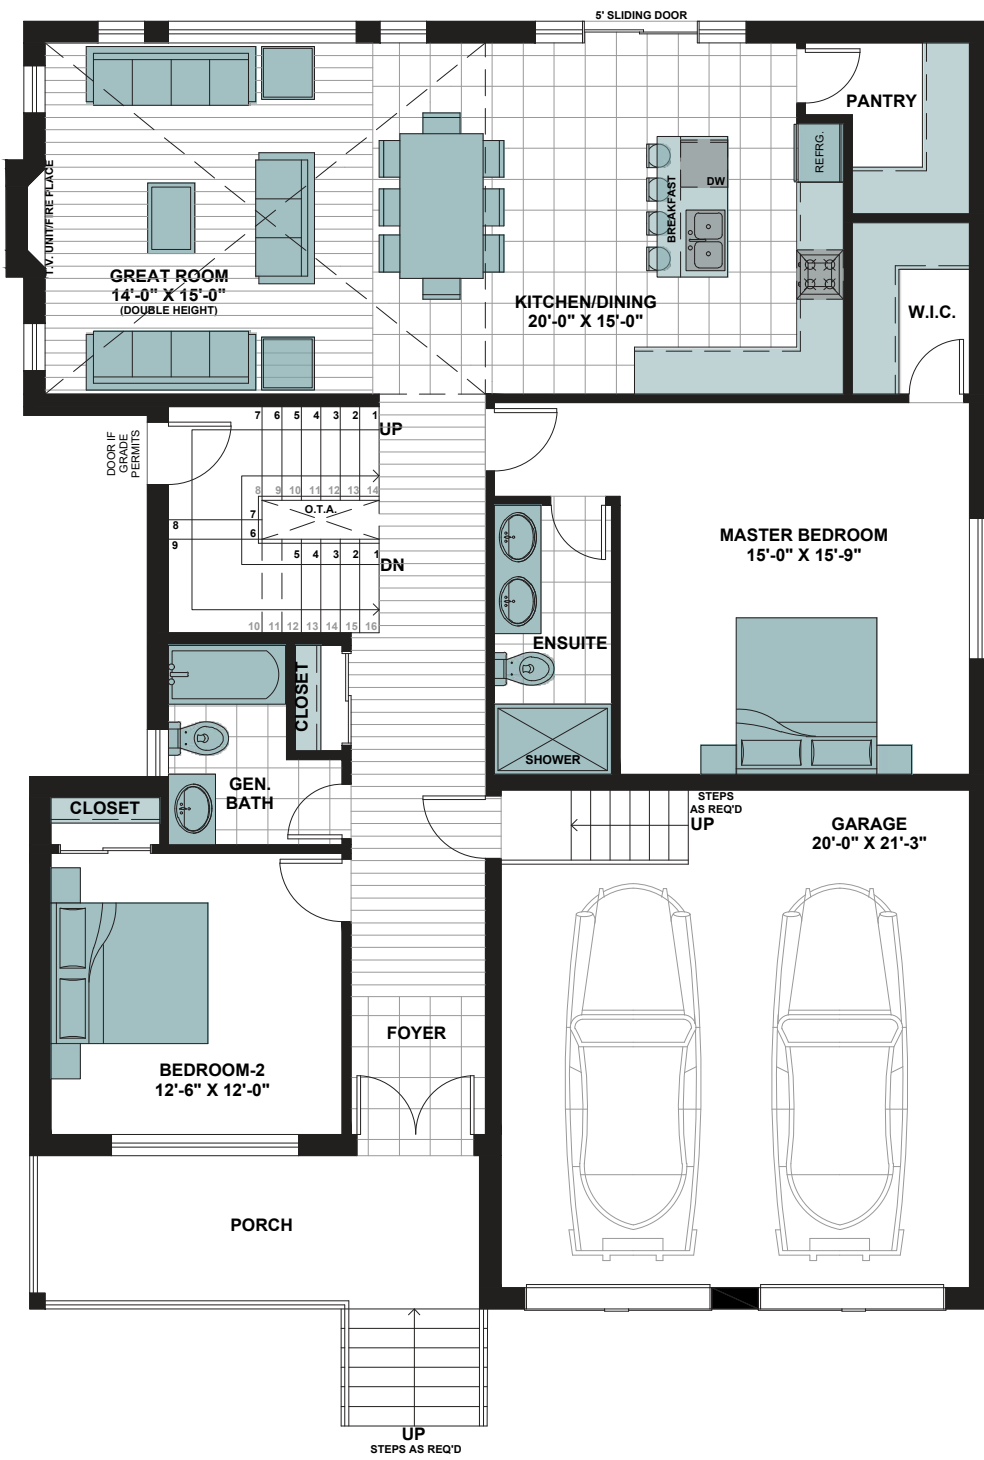 5' SLIDING DOOR
PANTRY
REFRG.
DW
BREAKFAST
T.V. UNIT/FIRE PLACE
GREAT ROOM
14'-0" X 15'-0"
(DOUBLE HEIGHT)
KITCHEN/DINING
20'-0" X 15'-0"
W.I.C.
DOOR IF
GRADE
PERMITS
7 6 5 4 3 2 1
UP
8 9 10 11 12 13 14
O.T.A.
7
8
6
9
5 4 3 2 1
DN
10 11 12 13 14 15 16
MASTER BEDROOM
15'-0" X 15'-9"
ENSUITE
SHOWER
CLOSET
GEN.
BATH
CLOSET
STEPS
AS REQ'D
UP
GARAGE
20'-0" X 21'-3"
FOYER
BEDROOM-2
12'-6" X 12'-0"
PORCH
UP
STEPS AS REQ'D